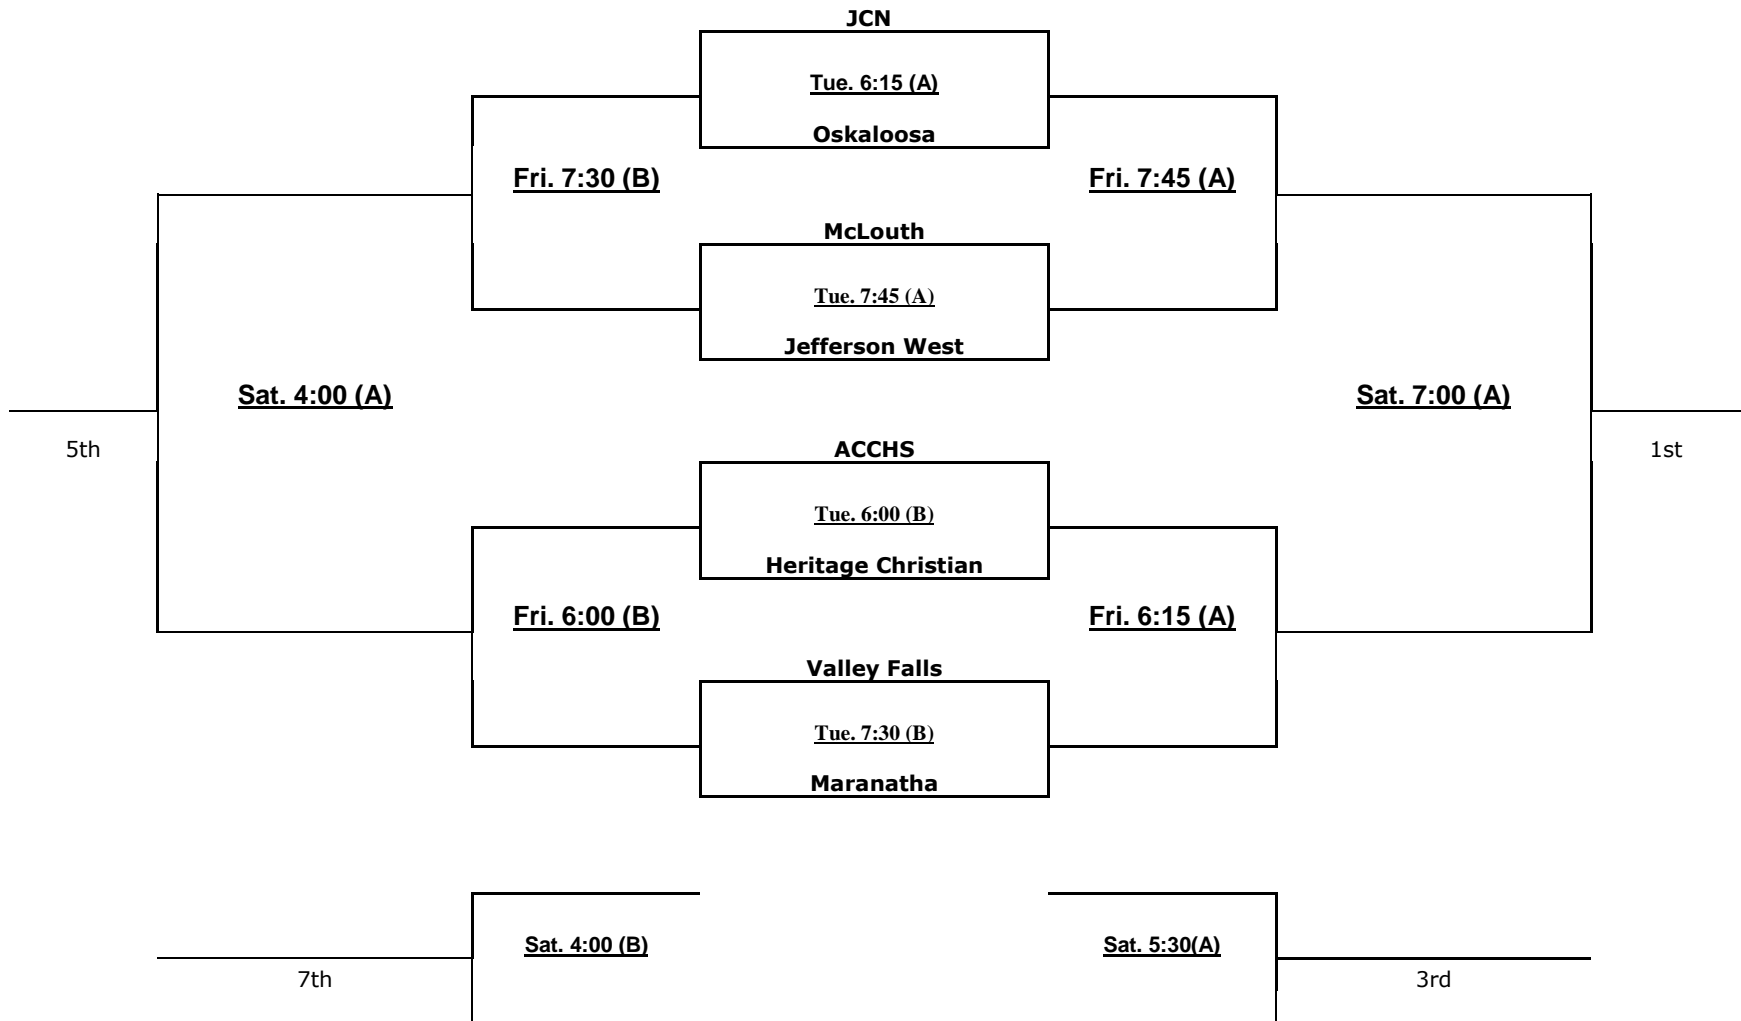 JCN
Tue. 6:15 (A)
Oskaloosa
Fri. 7:30 (B)
Fri. 7:45 (A)
McLouth
Tue. 7:45 (A)
Jefferson West
Sat. 4:00 (A)
Sat. 7:00 (A)
5th
ACCHS
1st
Tue. 6:00 (B)
Heritage Christian
Fri. 6:00 (B)
Fri. 6:15 (A)
Valley Falls
Tue. 7:30 (B)
Maranatha
Sat. 4:00 (B)
Sat. 5:30(A)
7th
3rd